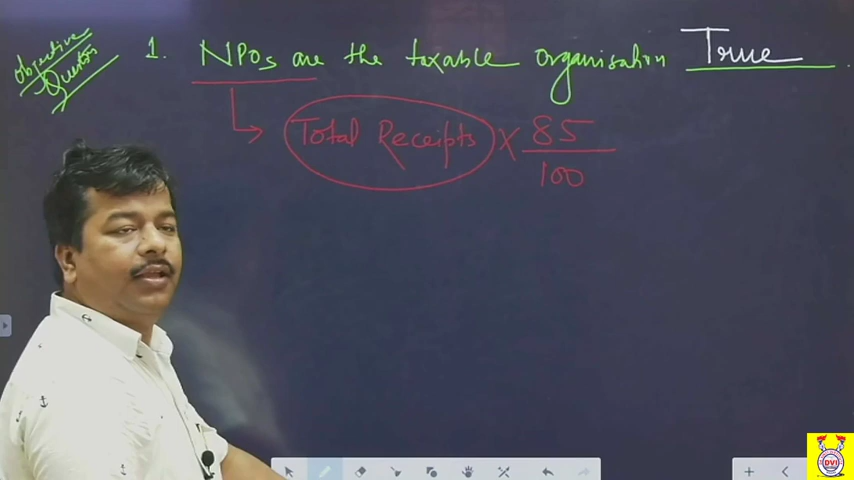 Objective Questions
1. NPOs are the taxable organisation True.
Total Receipts × 85/100
DVI